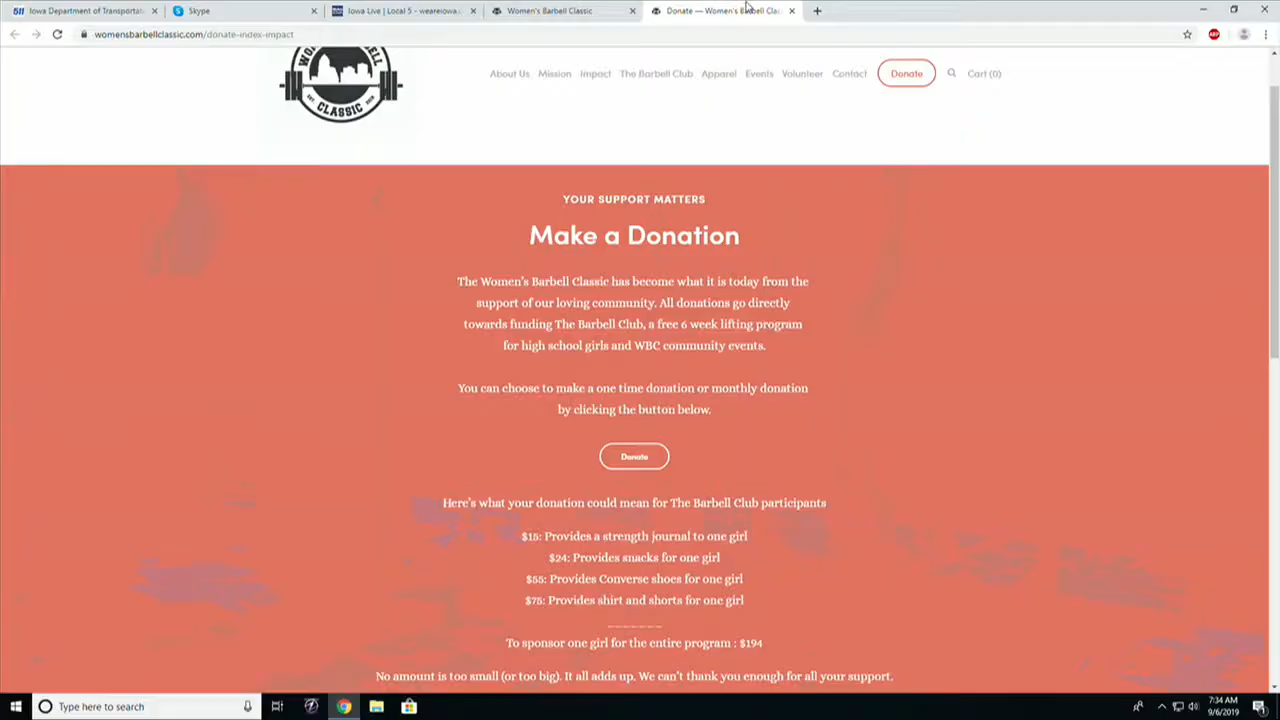 511 Iowa Department of Transportat
Skype
Iowa Live | Local 5 - weareiowa.c
Women's Barbell Classic
Donate — Women's Barbell Clas
womensbarbellclassic.com/donate-index-impact
ABP
CLASSIC
About Us Mission Impact The Barbell Club Apparel Events Volunteer Contact Donate Cart (0)
YOUR SUPPORT MATTERS
Make a Donation
The Women's Barbell Classic has become what it is today from the
support of our loving community. All donations go directly
towards funding The Barbell Club, a free 6 week lifting program
for high school girls and WBC community events.
You can choose to make a one time donation or monthly donation
by clicking the button below.
Donate
Here's what your donation could mean for The Barbell Club participants
$15: Provides a strength journal to one girl
$24: Provides snacks for one girl
$55: Provides Converse shoes for one girl
$75: Provides shirt and shorts for one girl
_______
To sponsor one girl for the entire program : $194
No amount is too small (or too big). It all adds up. We can't thank you enough for all your support.
Type here to search
7:34 AM
9/6/2019